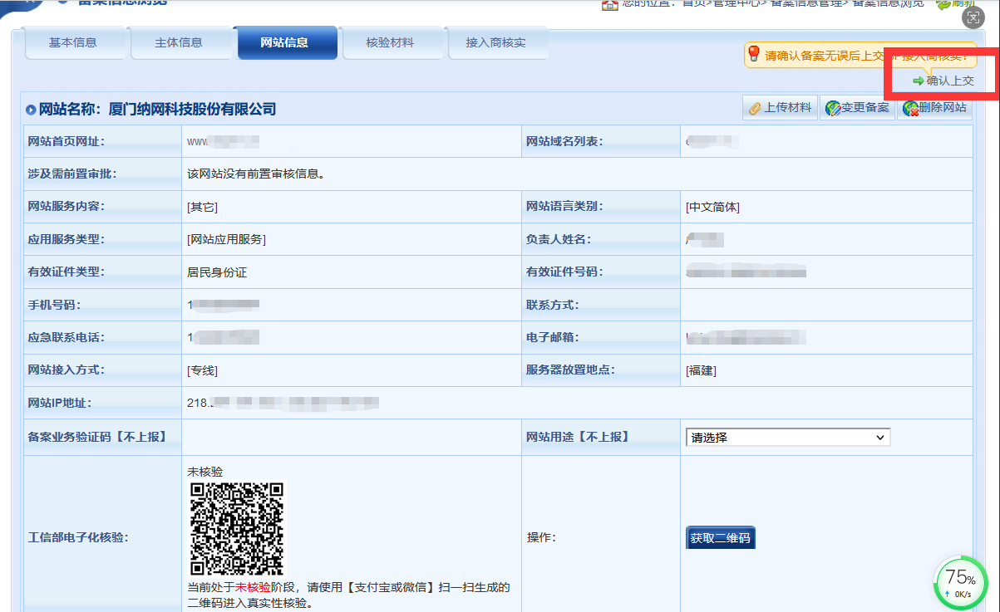 备案信息浏览
您的位置：首页>管理中心> 备案信息管理> 备案信息浏览
刷新
基本信息
主体信息
网站信息
核验材料
接入商核实
请确认备案无误后上交
接入商核实！
确认上交
网站名称：厦门纳网科技股份有限公司
上传材料
变更备案
删除网站
网站首页网址：
www
网站域名列表：
涉及需前置审批：
该网站没有前置审核信息。
网站服务内容：
[其它]
网站语言类别：
[中文简体]
应用服务类型：
[网站应用服务]
负责人姓名：
有效证件类型：
居民身份证
有效证件号码：
手机号码：
1
联系方式：
应急联系电话：
1
电子邮箱：
网站接入方式：
[专线]
服务器放置地点：
[福建]
网站IP地址：
218.
备案业务验证码【不上报】
网站用途【不上报】
请选择
未核验
工信部电子化核验：
操作：
获取二维码
当前处于未核验阶段，请使用【支付宝或微信】扫一扫生成的
二维码进入真实性核验。
75%
0K/s